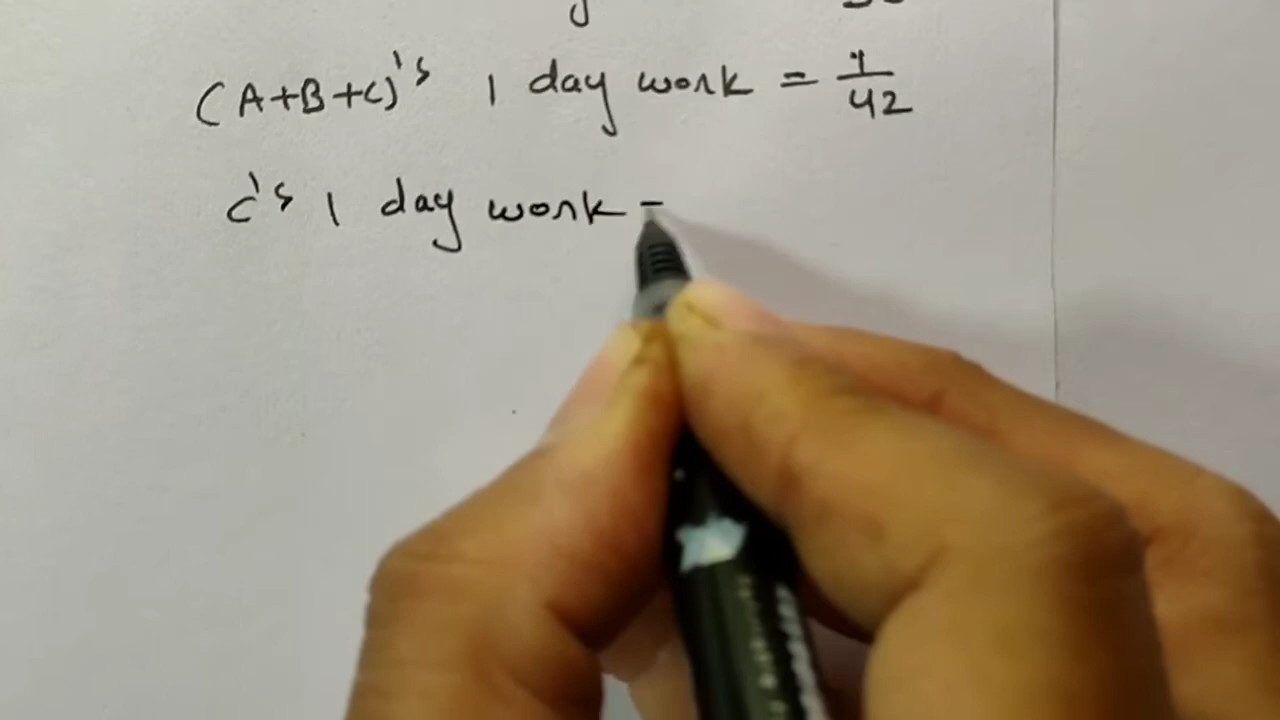 (A+B+C)'s 1 day work = 1/42
C's 1 day work =